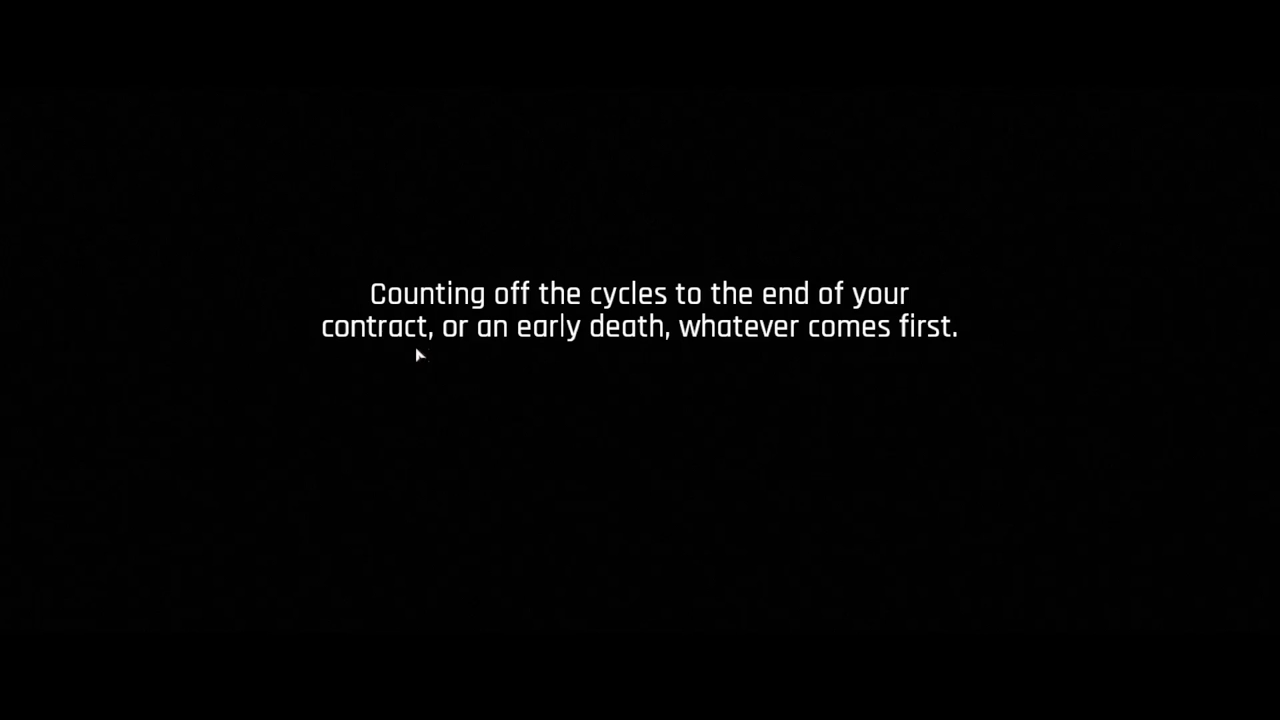 Counting off the cycles to the end of your
contract, or an early death, whatever comes first.